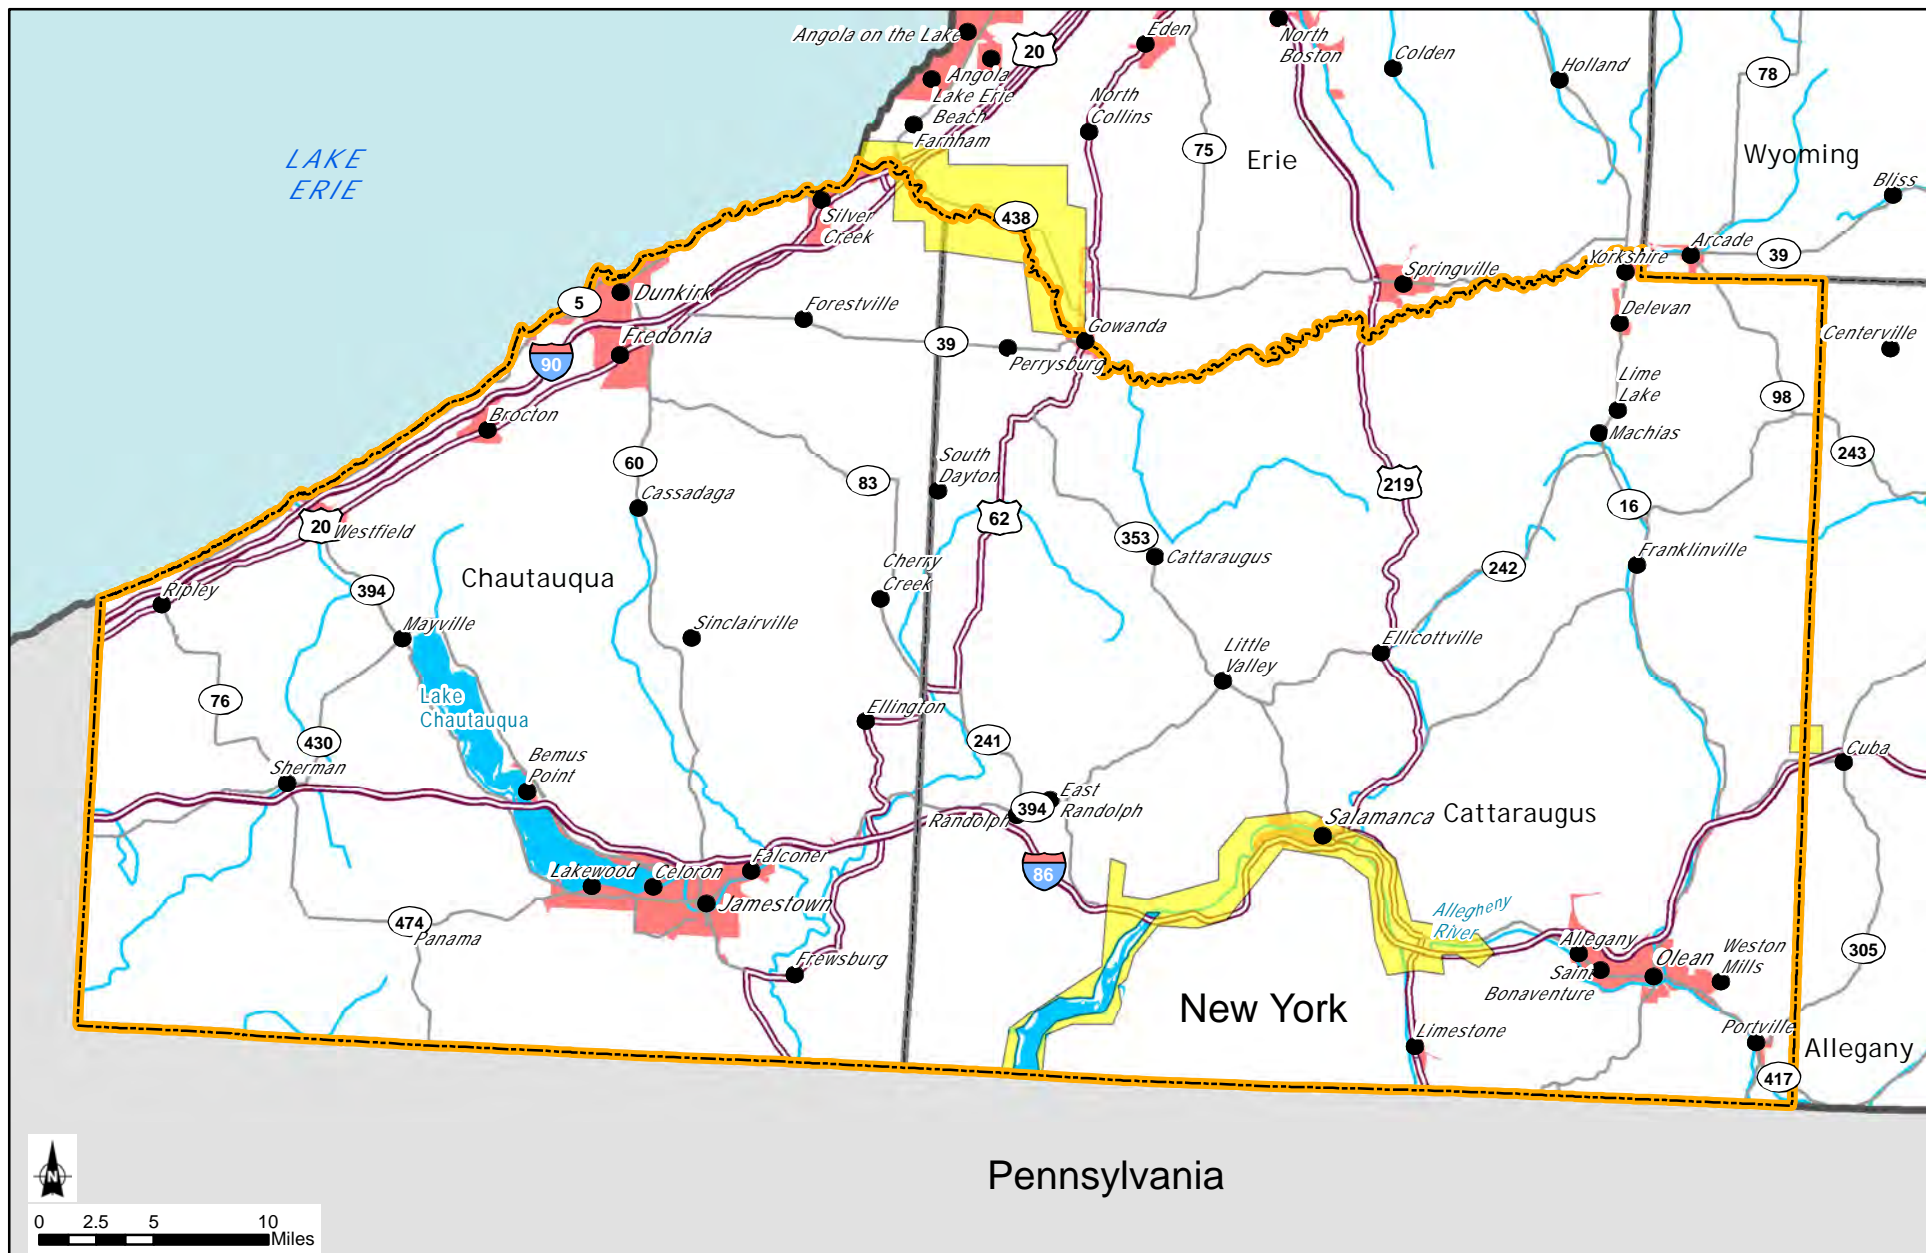 Angola on the Lake
20
Eden
North
Boston
Colden
Holland
78
Angola
Lake Erie
Beach
Farnham
North
Collins
75
Erie
Wyoming
Bliss
LAKE
ERIE
Silver
Creek
438
Springville
Yorkshire
Arcade
39
5
Dunkirk
Forestville
Gowanda
Delevan
Fredonia
39
Perrysburg
Centerville
90
Lime
Lake
98
Brocton
Machias
60
83
South
Dayton
219
243
Cassadaga
16
20
Westfield
62
353
Cattaraugus
Franklinville
242
Chautauqua
Cherry
Creek
Ripley
394
Mayville
Sinclairville
Little
Valley
Ellicottville
76
Lake
Chautauqua
Ellington
430
241
Cuba
Sherman
Bemus
Point
East
Randolph
394
Randolph
Salamanca
Cattaraugus
Falconer
86
Lakewood
Celoron
Jamestown
Allegheny
River
474
Panama
Allegany
Weston
Mills
305
Frewsburg
Saint
Bonaventure
Olean
New York
Limestone
Portville
Allegany
417
Pennsylvania
N
0 2.5 5 10
Miles